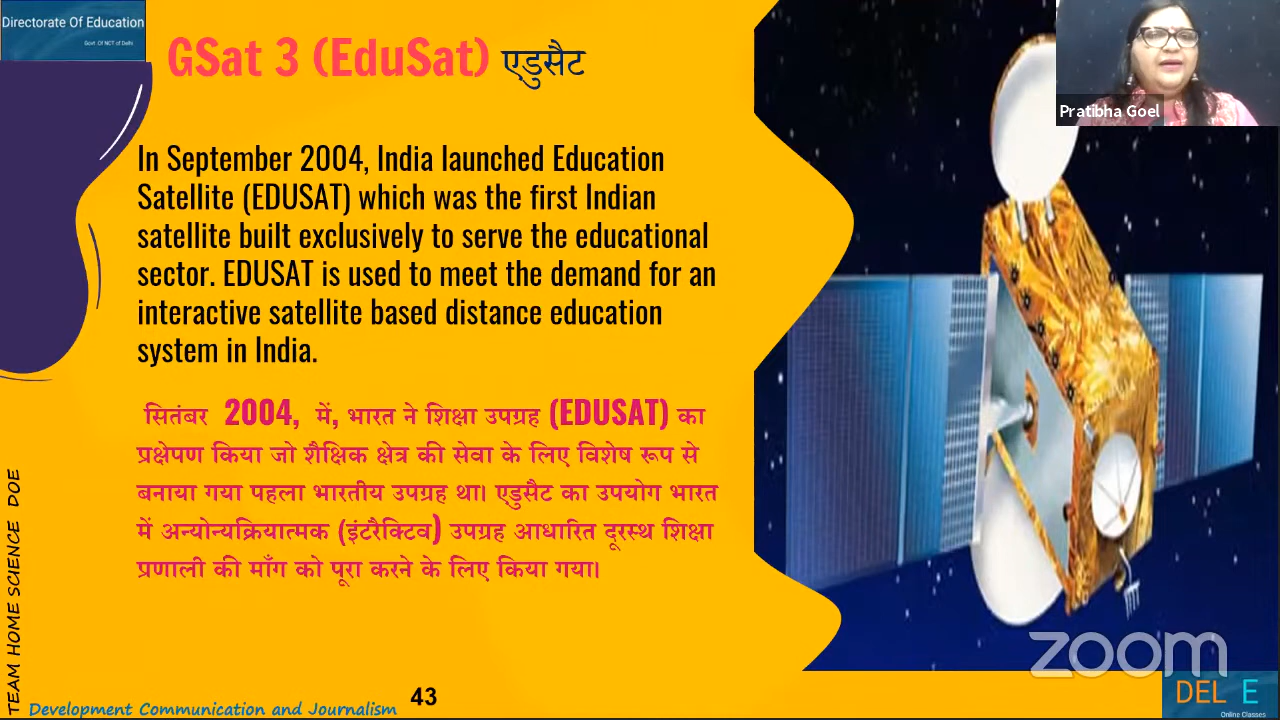 Directorate Of Education
Govt. Of NCT of Delhi
GSat 3 (EduSat) एडुसैट
Pratibha Goel
In September 2004, India launched Education
Satellite (EDUSAT) which was the first Indian
satellite built exclusively to serve the educational
sector. EDUSAT is used to meet the demand for an
interactive satellite based distance education
system in India.
सितंबर 2004, में, भारत ने शिक्षा उपग्रह (EDUSAT) का
प्रक्षेपण किया जो शैक्षिक क्षेत्र की सेवा के लिए विशेष रूप से
बनाया गया पहला भारतीय उपग्रह था। एडुसैट का उपयोग भारत
में अन्योन्यक्रियात्मक (इंटरैक्टिव) उपग्रह आधारित दूरस्थ शिक्षा
प्रणाली की माँग को पूरा करने के लिए किया गया।
TEAM HOME SCIENCE DOE
zoom
DEL E
Online Classes
Development Communication and Journalism
43